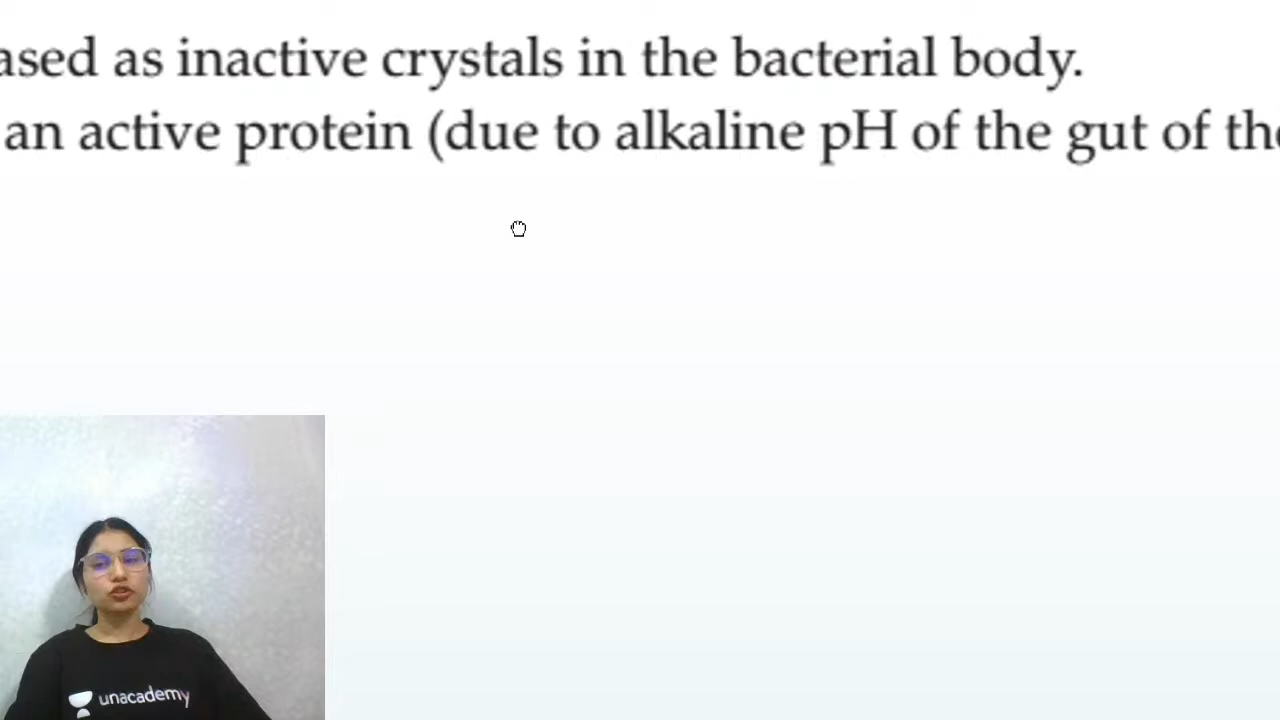 ased as inactive crystals in the bacterial body.
an active protein (due to alkaline pH of the gut of the
unacademy